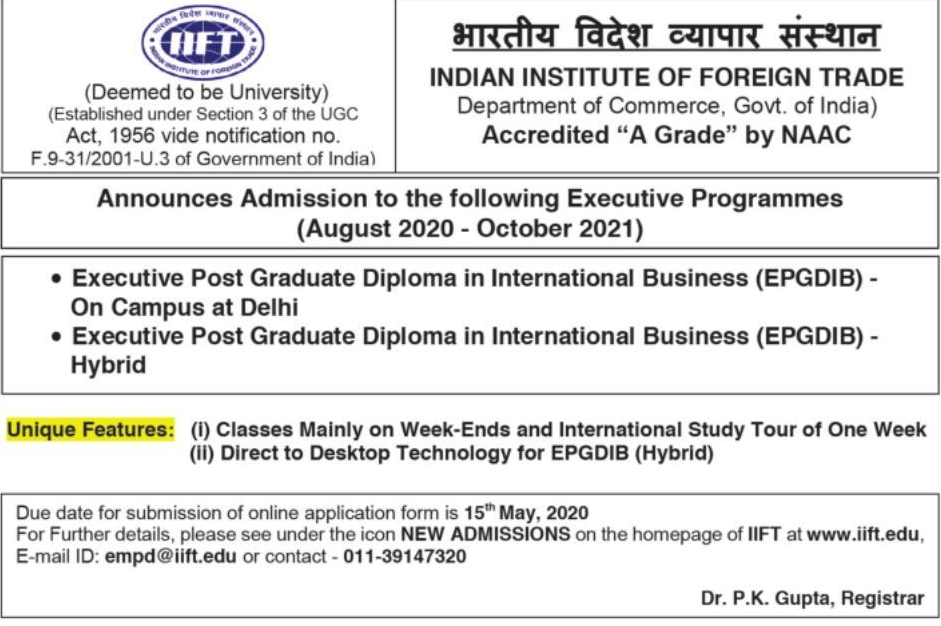 भारतीय विदेश व्यापार संस्थान
IIFT
INDIAN INSTITUTE OF FOREIGN TRADE
(Deemed to be University)
(Established under Section 3 of the UGC
Act, 1956 vide notification no.
F.9-31/2001-U.3 of Government of India)
भारतीय विदेश व्यापार संस्थान
INDIAN INSTITUTE OF FOREIGN TRADE
Department of Commerce, Govt. of India)
Accredited “A Grade” by NAAC
Announces Admission to the following Executive Programmes
(August 2020 - October 2021)
• Executive Post Graduate Diploma in International Business (EPGDIB) -
On Campus at Delhi
• Executive Post Graduate Diploma in International Business (EPGDIB) -
Hybrid
Unique Features: (i) Classes Mainly on Week-Ends and International Study Tour of One Week
(ii) Direct to Desktop Technology for EPGDIB (Hybrid)
Due date for submission of online application form is 15th May, 2020
For Further details, please see under the icon NEW ADMISSIONS on the homepage of IIFT at www.iift.edu,
E-mail ID: empd@iift.edu or contact - 011-39147320
Dr. P.K. Gupta, Registrar